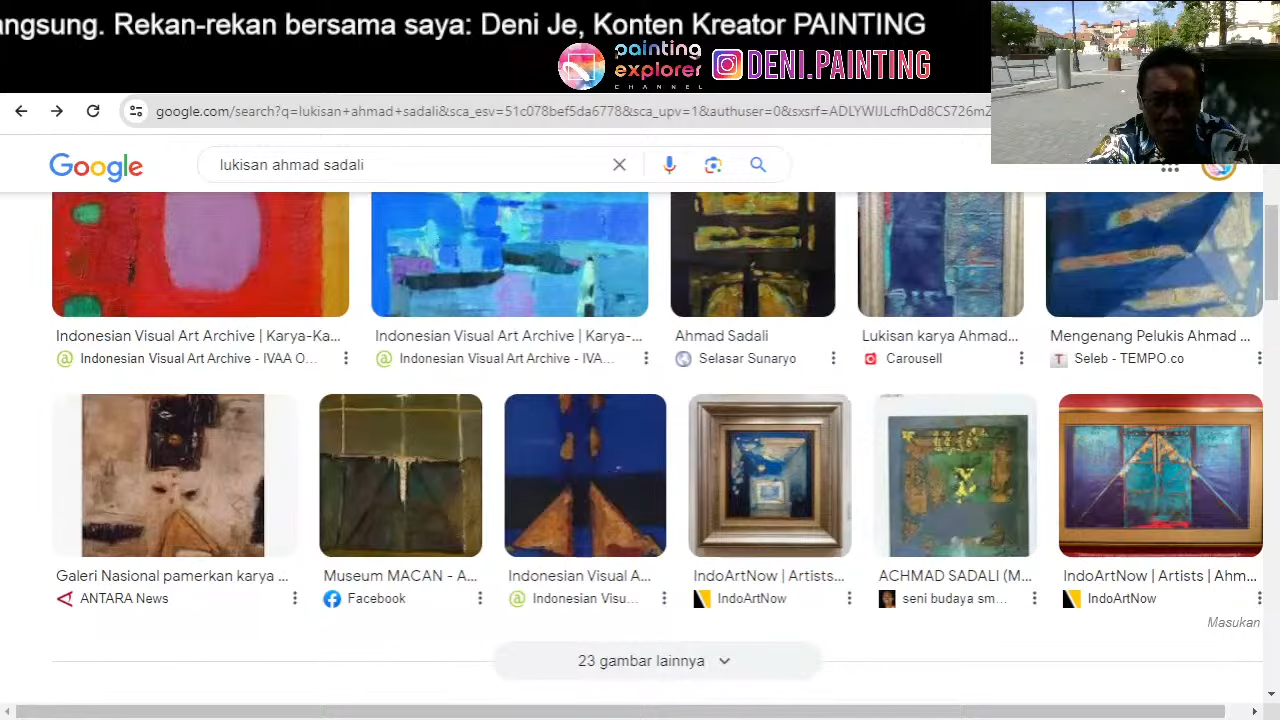 angsung. Rekan-rekan bersama saya: Deni Je, Konten Kreator PAINTING
painting
explorer
CHANNEL
DENI.PAINTING
google.com/search?q=lukisan+ahmad+sadali&sca_esv=51c078bef5da6778&sca_upv=1&authuser=0&sxsrf=ADLYWIJLcfhDd8CS726m
Google
lukisan ahmad sadali
Indonesian Visual Art Archive | Karya-Ka...
Indonesian Visual Art Archive - IVAA O...
Indonesian Visual Art Archive | Karya-...
Indonesian Visual Art Archive - IVA...
Ahmad Sadali
Selasar Sunaryo
Lukisan karya Ahmad...
Carousell
Mengenang Pelukis Ahmad ...
Seleb - TEMPO.co
Galeri Nasional pamerkan karya ...
ANTARA News
Museum MACAN - A...
Facebook
Indonesian Visual A...
Indonesian Visu...
IndoArtNow | Artists...
IndoArtNow
ACHMAD SADALI (M...
seni budaya sm...
IndoArtNow | Artists | Ahm...
IndoArtNow
Masukan
23 gambar lainnya